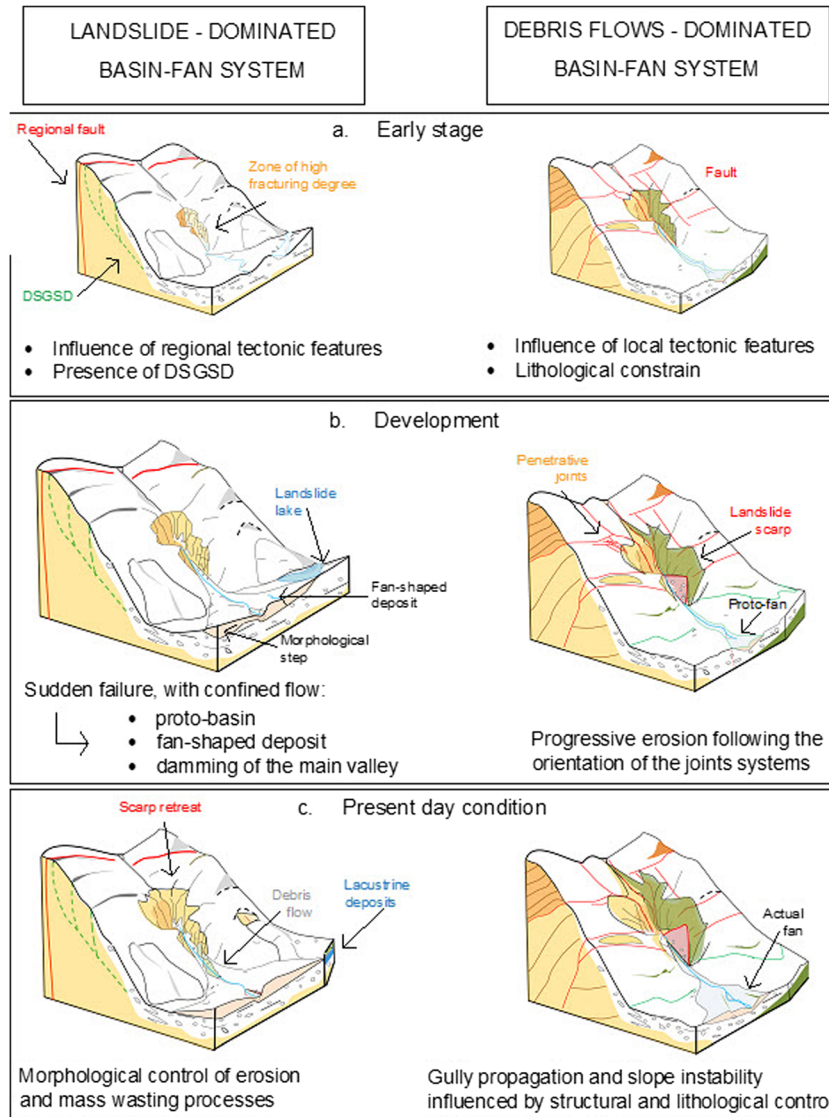 LANDSLIDE - DOMINATED
BASIN-FAN SYSTEM
DEBRIS FLOWS - DOMINATED
BASIN-FAN SYSTEM
a. Early stage
Regional fault
Zone of high
fracturing degree
DSGSD
Fault
• Influence of regional tectonic features
• Presence of DSGSD
• Influence of local tectonic features
• Lithological constrain
b. Development
Landslide
lake
Fan-shaped
deposit
Morphological
step
Penetrative
joints
Landslide
scarp
Proto-fan
Sudden failure, with confined flow:
• proto-basin
• fan-shaped deposit
• damming of the main valley
Progressive erosion following the
orientation of the joints systems
c. Present day condition
Scarp retreat
Debris
flow
Lacustrine
deposits
Actual
fan
Morphological control of erosion
and mass wasting processes
Gully propagation and slope instability
influenced by structural and lithological control